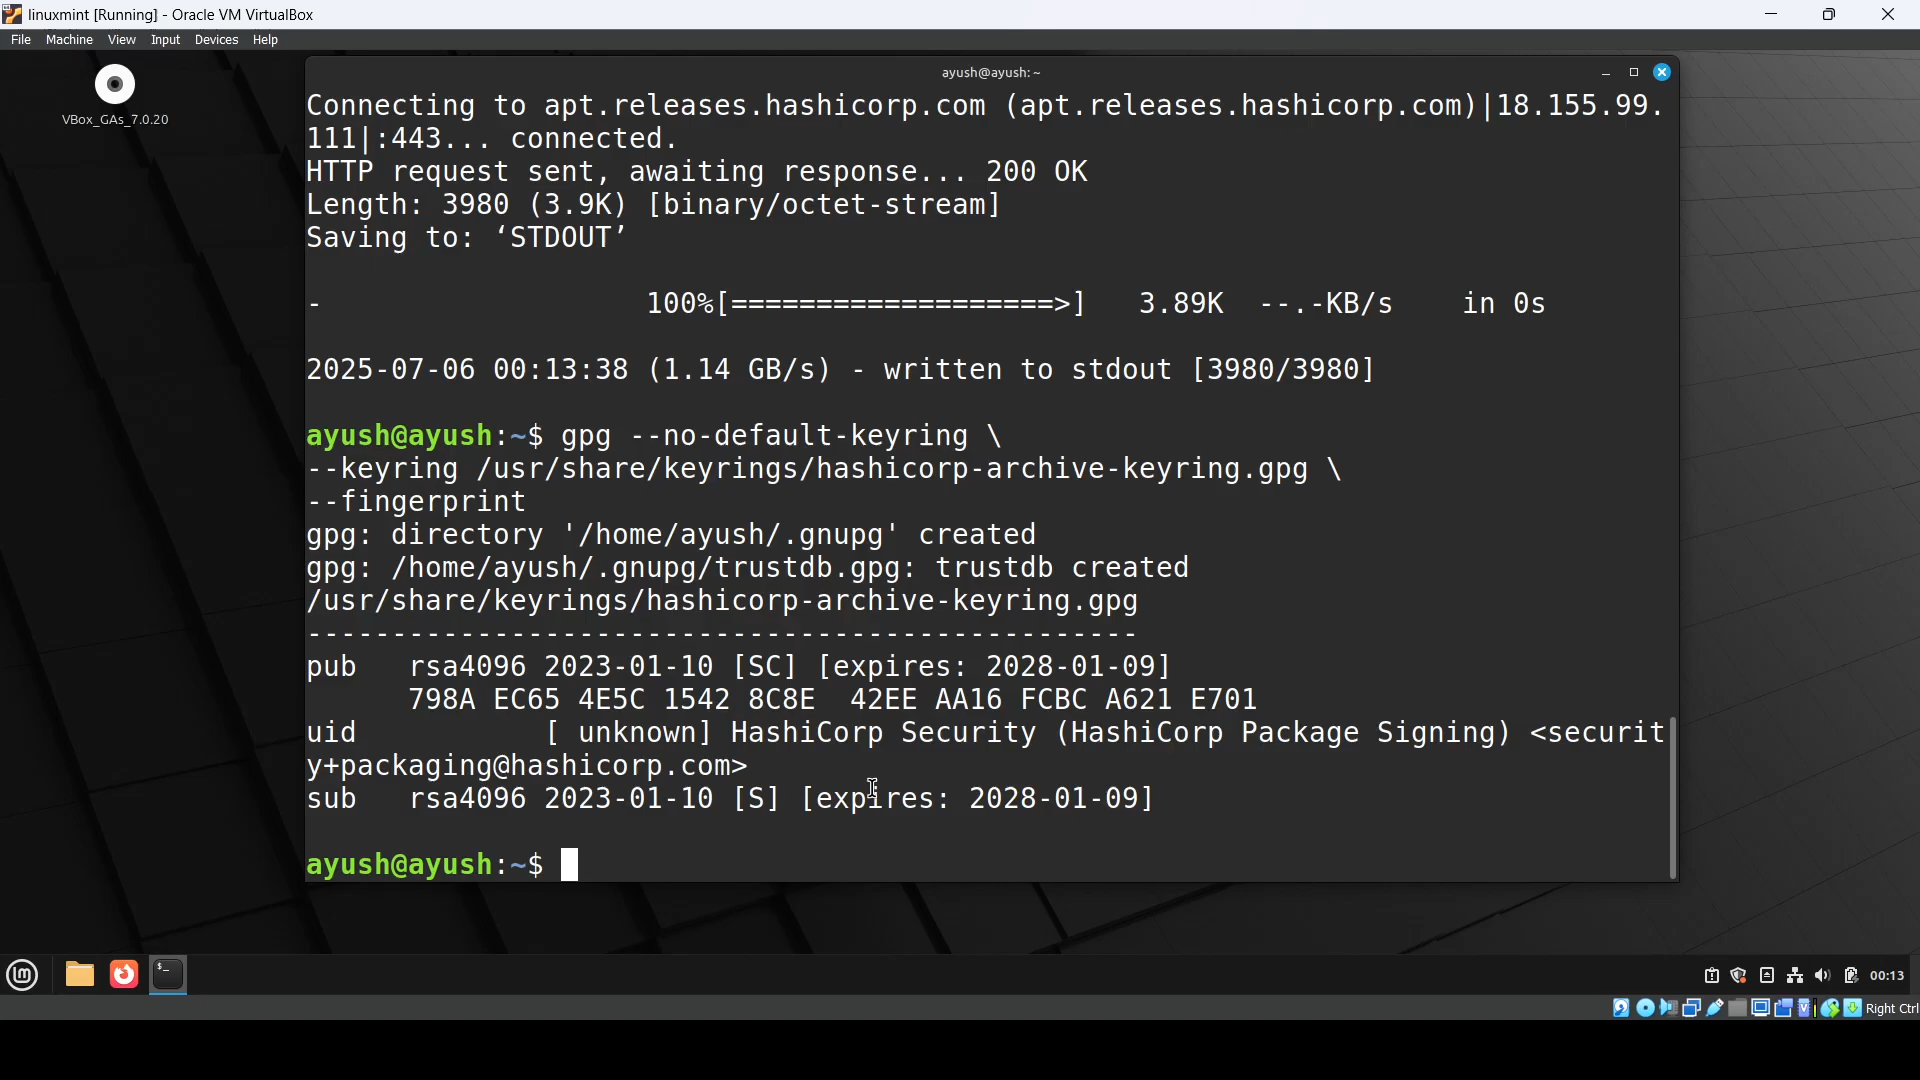 linuxmint [Running] - Oracle VM VirtualBox
File Machine View Input Devices Help
VBox_GAs_7.0.20
ayush@ayush: ~
Connecting to apt.releases.hashicorp.com (apt.releases.hashicorp.com)|18.155.99.
111|:443... connected.
HTTP request sent, awaiting response... 200 OK
Length: 3980 (3.9K) [binary/octet-stream]
Saving to: ‘STDOUT’
-                   100%[===================>]   3.89K  --.-KB/s    in 0s
2025-07-06 00:13:38 (1.14 GB/s) - written to stdout [3980/3980]
ayush@ayush:~$ gpg --no-default-keyring \
--keyring /usr/share/keyrings/hashicorp-archive-keyring.gpg \
--fingerprint
gpg: directory '/home/ayush/.gnupg' created
gpg: /home/ayush/.gnupg/trustdb.gpg: trustdb created
/usr/share/keyrings/hashicorp-archive-keyring.gpg
-------------------------------------------------
pub   rsa4096 2023-01-10 [SC] [expires: 2028-01-09]
      798A EC65 4E5C 1542 8C8E  42EE AA16 FCBC A621 E701
uid           [ unknown] HashiCorp Security (HashiCorp Package Signing) <securit
y+packaging@hashicorp.com>
sub   rsa4096 2023-01-10 [S] [expires: 2028-01-09]
ayush@ayush:~$
00:13
Right Ctrl